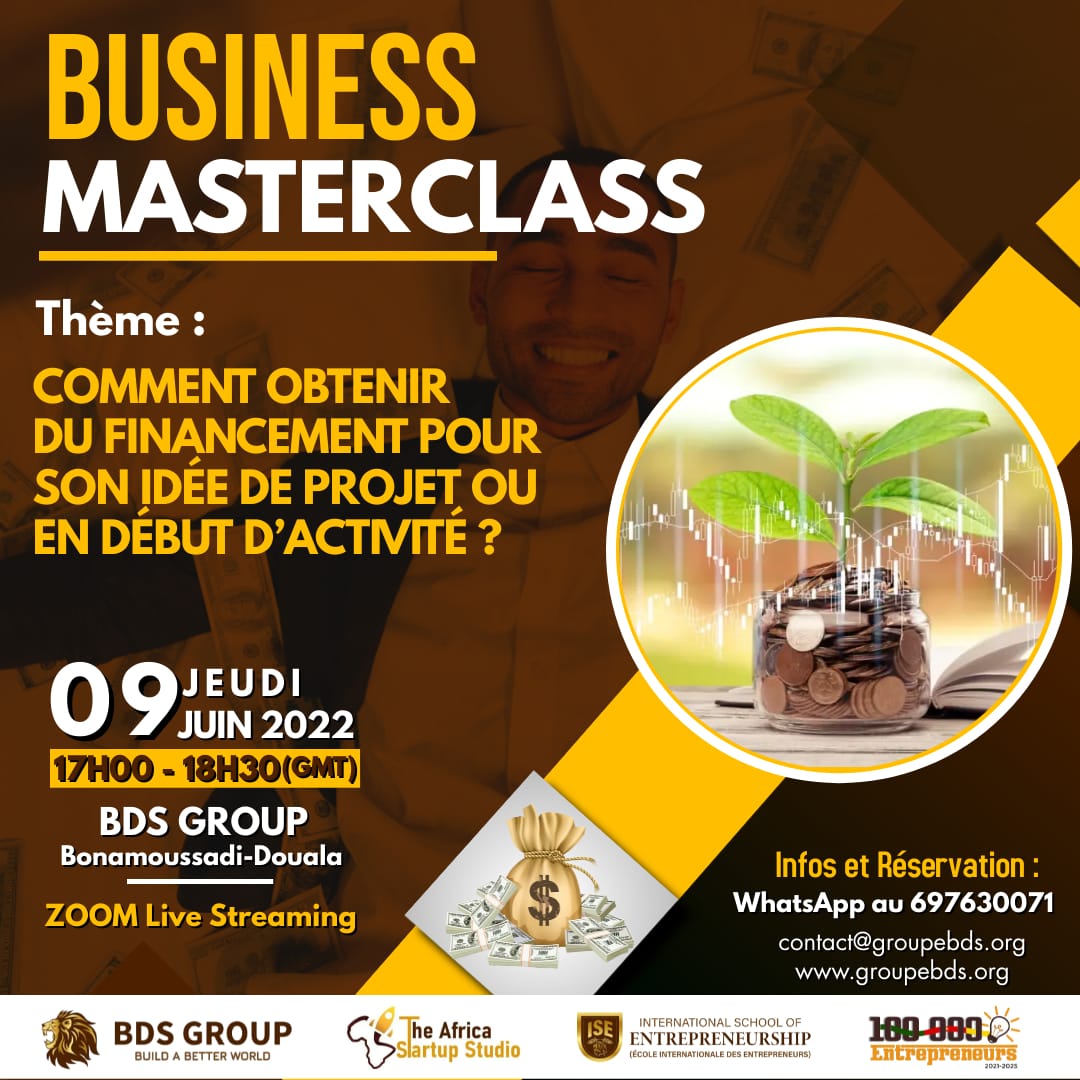 BUSINESS
MASTERCLASS
Thème :
COMMENT OBTENIR
DU FINANCEMENT POUR
SON IDÉE DE PROJET OU
EN DÉBUT D'ACTIVITÉ ?
09 JEUDI
JUIN 2022
17H00 - 18H30(GMT)
BDS GROUP
Bonamoussadi-Douala
ZOOM Live Streaming
$
Infos et Réservation :
WhatsApp au 697630071
contact@groupebds.org
www.groupebds.org
BDS GROUP
BUILD A BETTER WORLD
The Africa
Startup Studio
ISE
INTERNATIONAL SCHOOL OF
ENTREPRENEURSHIP
(ÉCOLE INTERNATIONALE DES ENTREPRENEURS)
100-000
Entrepreneurs
2021-2025